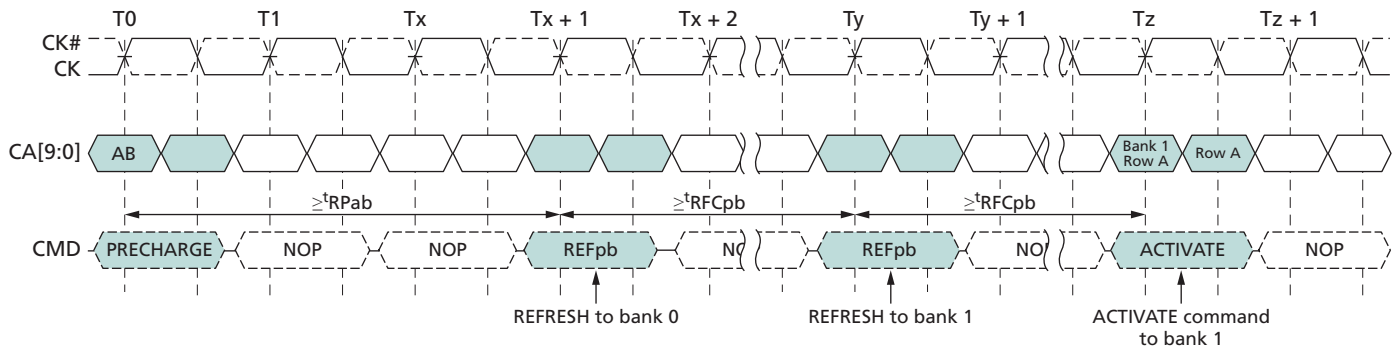 T0 T1 Tx Tx + 1 Tx + 2 Ty Ty + 1 Tz Tz + 1
CK#
CK
CA[9:0] AB Bank 1 Row A Row A
≥tRPab ≥tRFCpb ≥tRFCpb
CMD PRECHARGE NOP NOP REFpb NO REFpb NO ACTIVATE NOP
REFRESH to bank 0 REFRESH to bank 1 ACTIVATE command
to bank 1